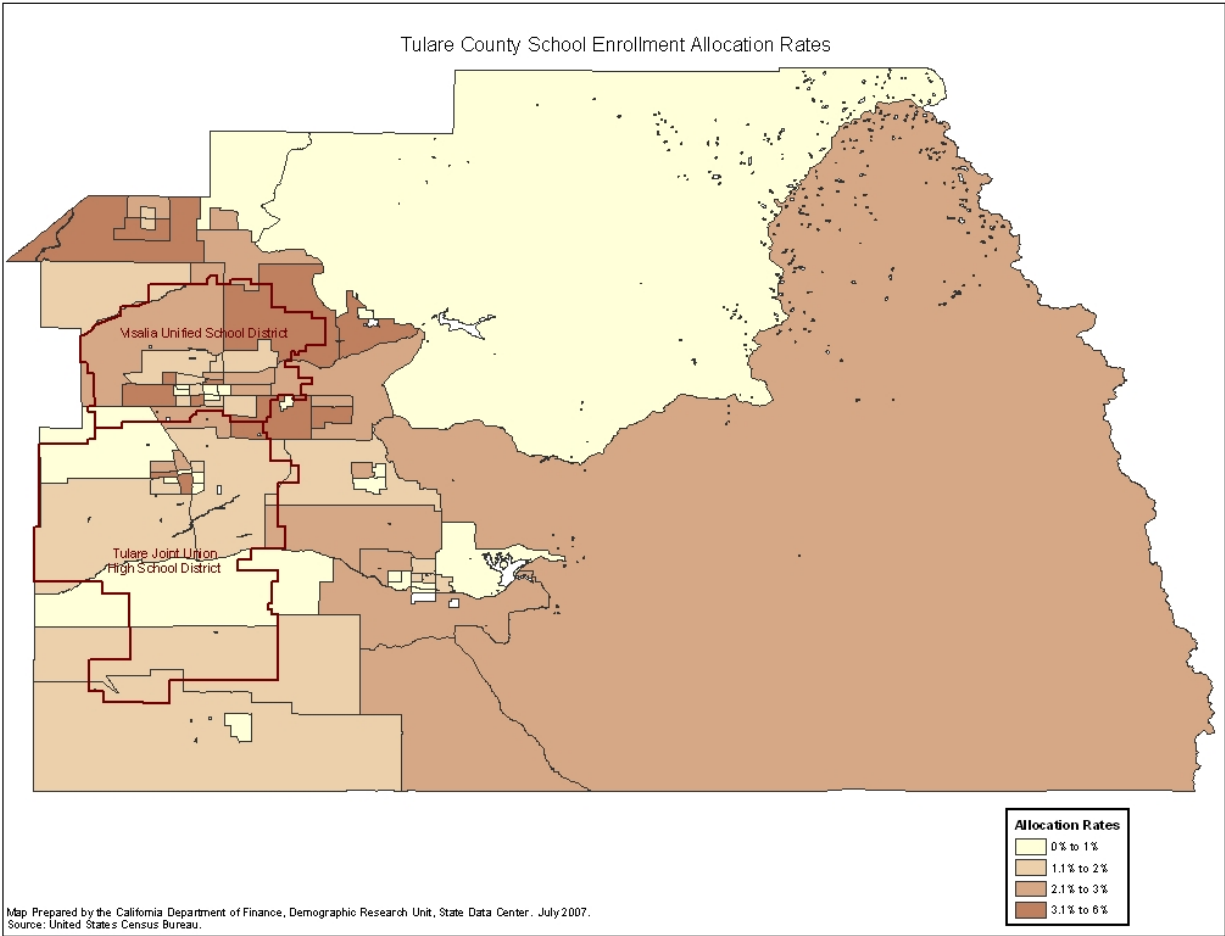 Tulare County School Enrollment Allocation Rates
Visalia Unified School District
Tulare Joint Union
High School District
Allocation Rates
0% to 1%
1.1% to 2%
2.1% to 3%
3.1% to 6%
Map Prepared by the California Department of Finance, Demographic Research Unit, State Data Center. July 2007.
Source: United States Census Bureau.